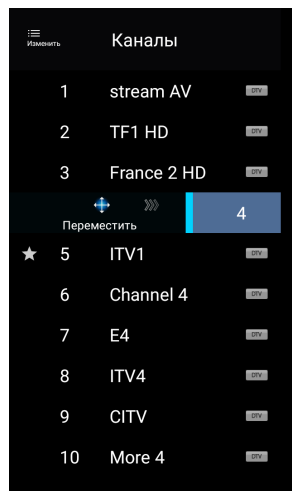 Изменить
Каналы
1 stream AV DTV
2 TF1 HD DTV
3 France 2 HD DTV
Переместить 4
5 ITV1 DTV
6 Channel 4 DTV
7 E4 DTV
8 ITV4 DTV
9 CITV DTV
10 More 4 DTV